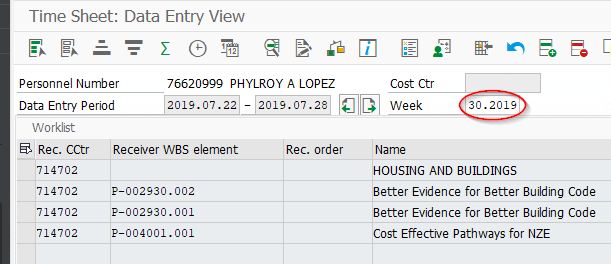 Time Sheet: Data Entry View
Personnel Number 76620999 PHYLROY A LOPEZ Cost Ctr
Data Entry Period 2019.07.22 - 2019.07.28 Week 30.2019
Worklist
Rec. CCtr Receiver WBS element Rec. order Name
714702 HOUSING AND BUILDINGS
714702 P-002930.002 Better Evidence for Better Building Code
714702 P-002930.001 Better Evidence for Better Building Code
714702 P-004001.001 Cost Effective Pathways for NZE